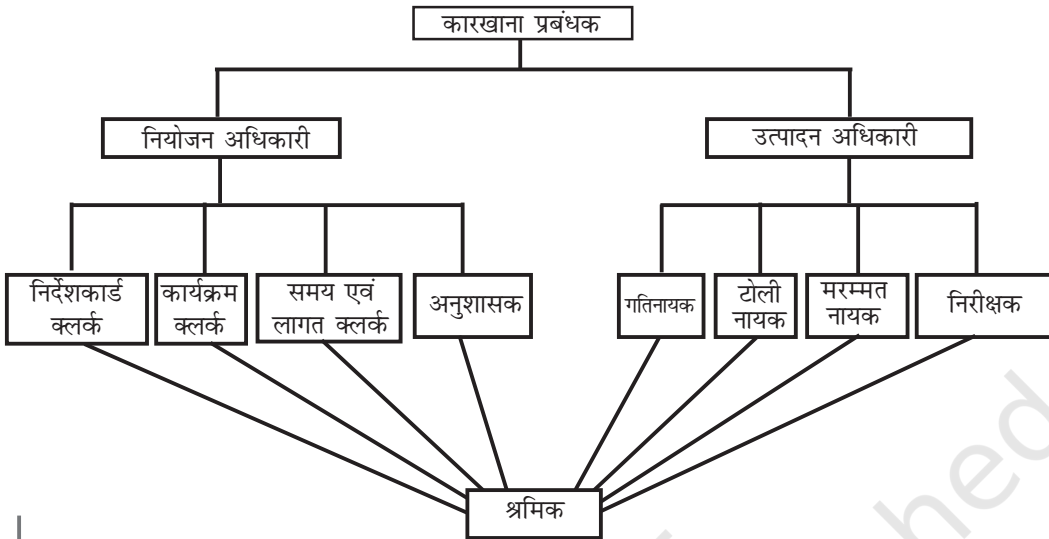 कारखाना प्रबंधक
नियोजन अधिकारी
उत्पादन अधिकारी
निर्देशकार्ड
क्लर्क
कार्यक्रम
क्लर्क
समय एवं
लागत क्लर्क
अनुशासक
गतिनायक
टोली
नायक
मरम्मत
नायक
निरीक्षक
श्रमिक
hed